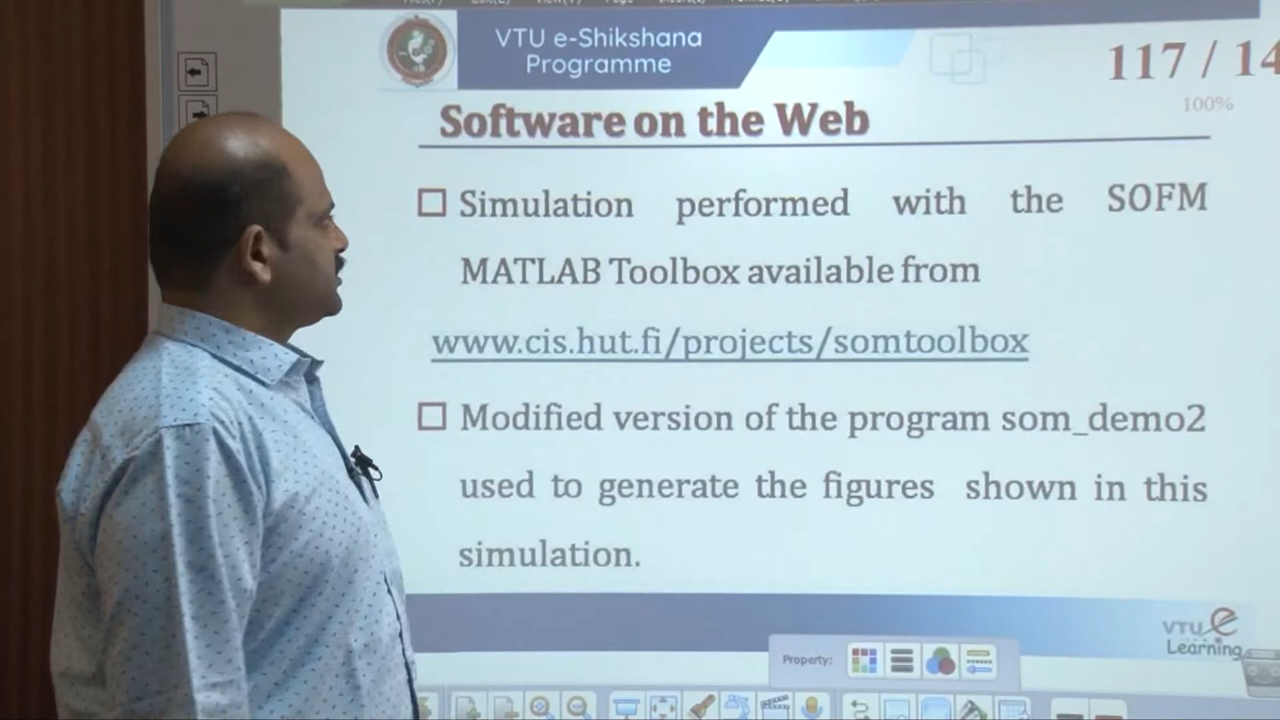 VTU e-Shikshana
Programme
117 / 14
100%
Software on the Web
Simulation performed with the SOFM
MATLAB Toolbox available from
www.cis.hut.fi/projects/somtoolbox
Modified version of the program som_demo2
used to generate the figures shown in this
simulation.
VTU e
Learning
Property: